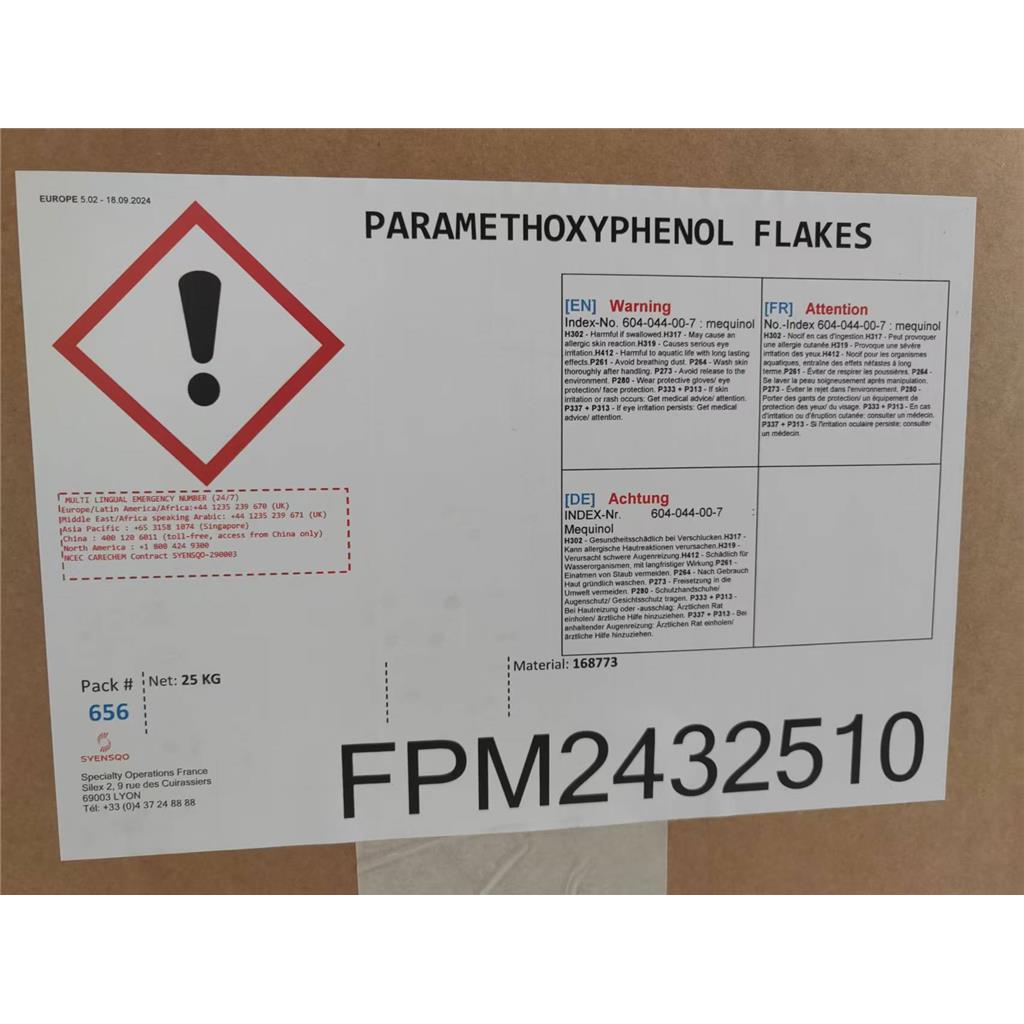 EUROPE 5.02 - 18.09.2024
PARAMETHOXYPHENOL FLAKES
[EN] Warning
Index-No. 604-044-00-7 : mequinol
H302 - Harmful if swallowed.H317 - May cause an
allergic skin reaction.H319 - Causes serious eye
irritation.H412 - Harmful to aquatic life with long lasting
effects.P261 - Avoid breathing dust. P264 - Wash skin
thoroughly after handling. P273 - Avoid release to the
environment. P280 - Wear protective gloves/ eye
protection/ face protection. P333 + P313 - If skin
irritation or rash occurs: Get medical advice/ attention.
P337 + P313 - If eye irritation persists: Get medical
advice/ attention.
[FR] Attention
No.-Index 604-044-00-7 : mequinol
H302 - Nocif en cas d'ingestion.H317 - Peut provoquer
une allergie cutanée.H319 - Provoque une sévère
irritation des yeux.H412 - Nocif pour les organismes
aquatiques, entraîne des effets néfastes à long
terme.P261 - Éviter de respirer les poussières. P264 -
Se laver la peau soigneusement après manipulation.
P273 - Éviter le rejet dans l'environnement. P280 -
Porter des gants de protection/ un équipement de
protection des yeux/ du visage. P333 + P313 - En cas
d'irritation ou d'éruption cutanée: consulter un médecin.
P337 + P313 - Si l'irritation oculaire persiste: consulter
un médecin.
[DE] Achtung
INDEX-Nr. 604-044-00-7 :
Mequinol
H302 - Gesundheitsschädlich bei Verschlucken.H317 -
Kann allergische Hautreaktionen verursachen.H319 -
Verursacht schwere Augenreizung.H412 - Schädlich für
Wasserorganismen, mit langfristiger Wirkung.P261 -
Einatmen von Staub vermeiden. P264 - Nach Gebrauch
Haut gründlich waschen. P273 - Freisetzung in die
Umwelt vermeiden. P280 - Schutzhandschuhe/
Augenschutz/ Gesichtsschutz tragen. P333 + P313 -
Bei Hautreizung oder -ausschlag: Ärztlichen Rat
einholen/ ärztliche Hilfe hinzuziehen. P337 + P313 - Bei
anhaltender Augenreizung: Ärztlichen Rat einholen/
ärztliche Hilfe hinzuziehen.
MULTI LINGUAL EMERGENCY NUMBER (24/7)
Europe/Latin America/Africa:+44 1235 239 670 (UK)
Middle East/Africa speaking Arabic: +44 1235 239 671 (UK)
Asia Pacific : +65 3158 1074 (Singapore)
China : 400 120 6011 (toll-free, access from China only)
North America : +1 800 424 9300
NCEC CARECHEM Contract SYENSQO-290003
Pack #
656
Net: 25 KG
Material: 168773
SYENSQO
Specialty Operations France
Silex 2, 9 rue des Cuirassiers
69003 LYON
Tél: +33 (0)4 37 24 88 88
FPM2432510